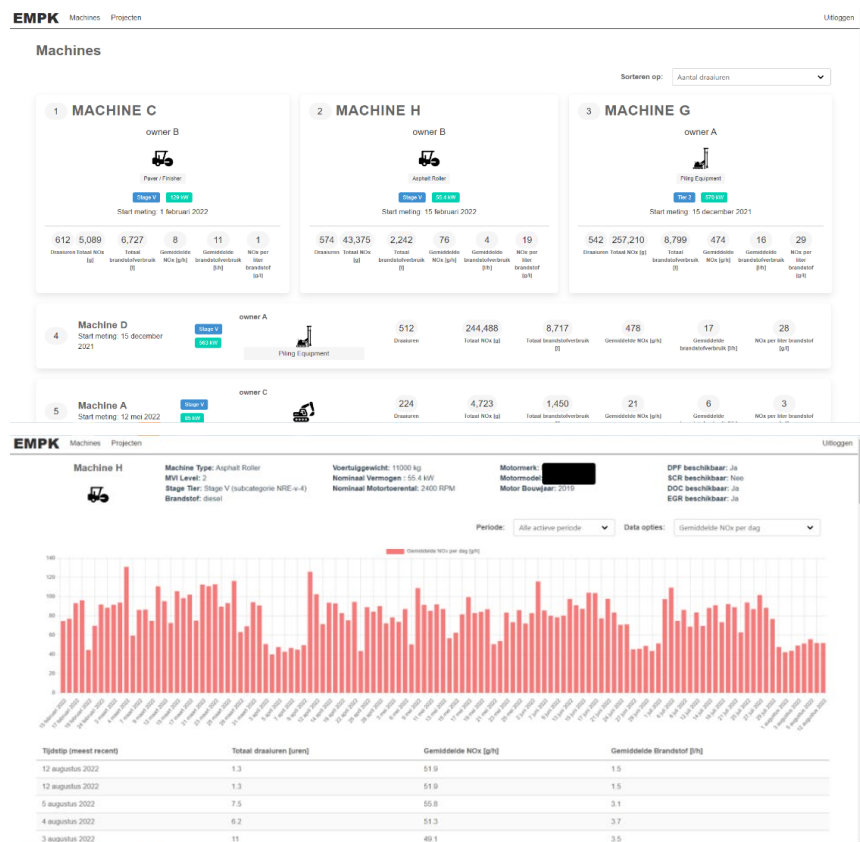 EMPK Machines Projecten Uitloggen
Machines
Sorteren op: Aantal draaiuren
1 MACHINE C
owner B
Paver / Finisher
Stage V 129 kW
Start meting: 1 februari 2022
612 5,089 6,727 8 11 1
Draaiuren Totaal NOx [g] Totaal brandstofverbruik [l] Gemiddelde NOx [g/h] Gemiddelde brandstofverbruik [l/h] NOx per liter brandstof [g/l]
2 MACHINE H
owner B
Asphalt Roller
Stage V 55.4 kW
Start meting: 15 februari 2022
574 43,375 2,242 76 4 19
Draaiuren Totaal NOx [g] Totaal brandstofverbruik [l] Gemiddelde NOx [g/h] Gemiddelde brandstofverbruik [l/h] NOx per liter brandstof [g/l]
3 MACHINE G
owner A
Piling Equipment
Tier 2 570 kW
Start meting: 15 december 2021
542 257,210 8,799 474 16 29
Draaiuren Totaal NOx [g] Totaal brandstofverbruik [l] Gemiddelde NOx [g/h] Gemiddelde brandstofverbruik [l/h] NOx per liter brandstof [g/l]
4 Machine D
Start meting: 15 december 2021
Stage V
563 kW
owner A
Piling Equipment
512 244,488 8,717 478 17 28
Draaiuren Totaal NOx [g] Totaal brandstofverbruik [l] Gemiddelde NOx [g/h] Gemiddelde brandstofverbruik [l/h] NOx per liter brandstof [g/l]
5 Machine A
Start meting: 12 mei 2022
Stage V
owner C
224 4,723 1,450 21 6 3
Draaiuren Totaal NOx [g] Totaal brandstofverbruik [l] Gemiddelde NOx [g/h] Gemiddelde NOx per liter brandstof
EMPK Machines Projecten Uitloggen
Machine H
Machine Type: Asphalt Roller
MVI Level: 2
Stage Tier: Stage V (subcategorie NRE-v-4)
Brandstof: diesel
Voertuiggewicht: 11000 kg
Nominaal Vermogen : 55.4 kW
Nominaal Motortoerental: 2400 RPM
Motormerk:
Motormodel:
Motor Bouwjaar: 2019
DPF beschikbaar: Ja
SCR beschikbaar: Nee
DOC beschikbaar: Ja
EGR beschikbaar: Ja
Periode: Alle actieve periode Data opties: Gemiddelde NOx per dag
Gemiddelde NOx per dag [g/h]
140
120
100
80
60
40
20
0
Tijdstip (meest recent) Totaal draaiuren [uren] Gemiddelde NOx [g/h] Gemiddelde Brandstof [l/h]
12 augustus 2022 1.3 51.9 1.5
12 augustus 2022 1.3 51.9 1.5
5 augustus 2022 7.5 55.8 3.1
4 augustus 2022 6.2 51.3 3.7
3 augustus 2022 11 49.1 3.5